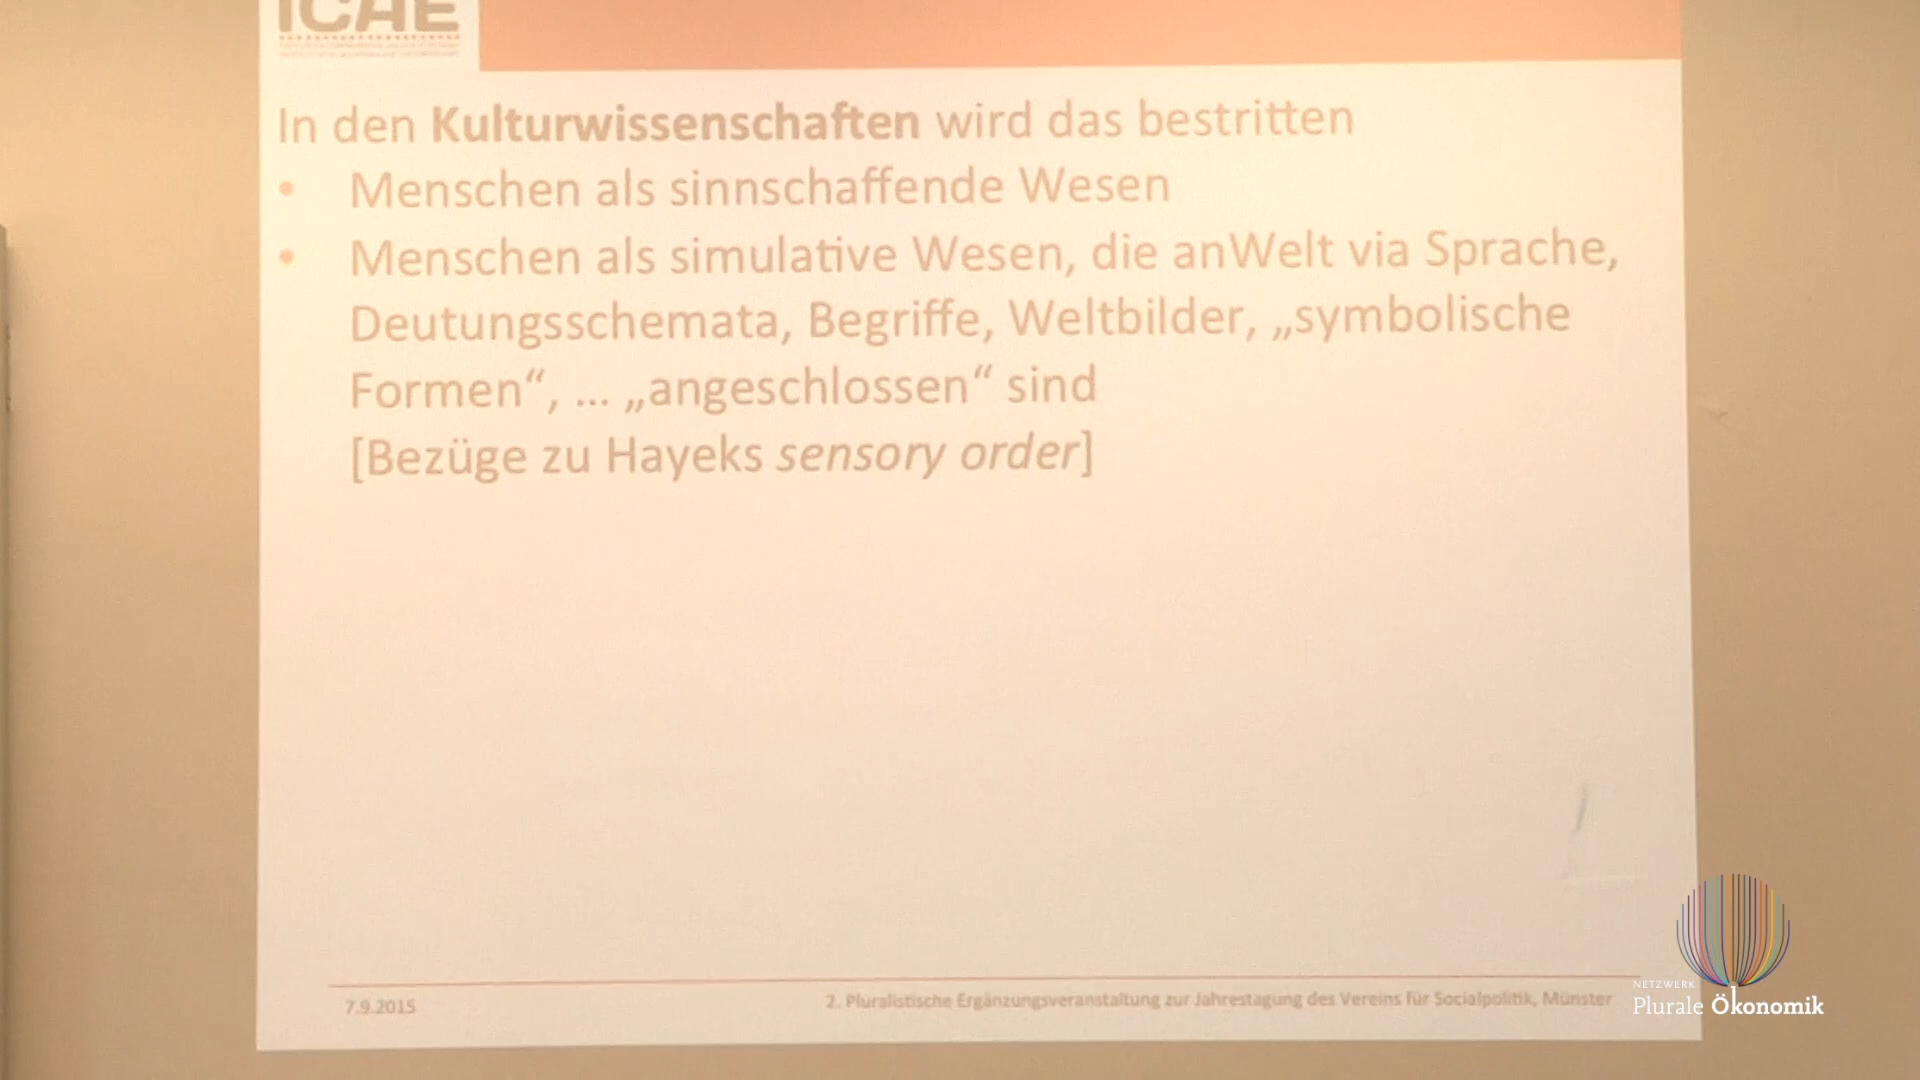 ICAE
In den Kulturwissenschaften wird das bestritten
• Menschen als sinnschaffende Wesen
• Menschen als simulative Wesen, die anWelt via Sprache,
Deutungsschemata, Begriffe, Weltbilder, „symbolische
Formen“, ... „angeschlossen“ sind
[Bezüge zu Hayeks sensory order]
7.9.2015
2. Pluralistische Ergänzungsveranstaltung zur Jahrestagung des Vereins für Socialpolitik, Münster
NETZWERK
Plurale Ökonomik